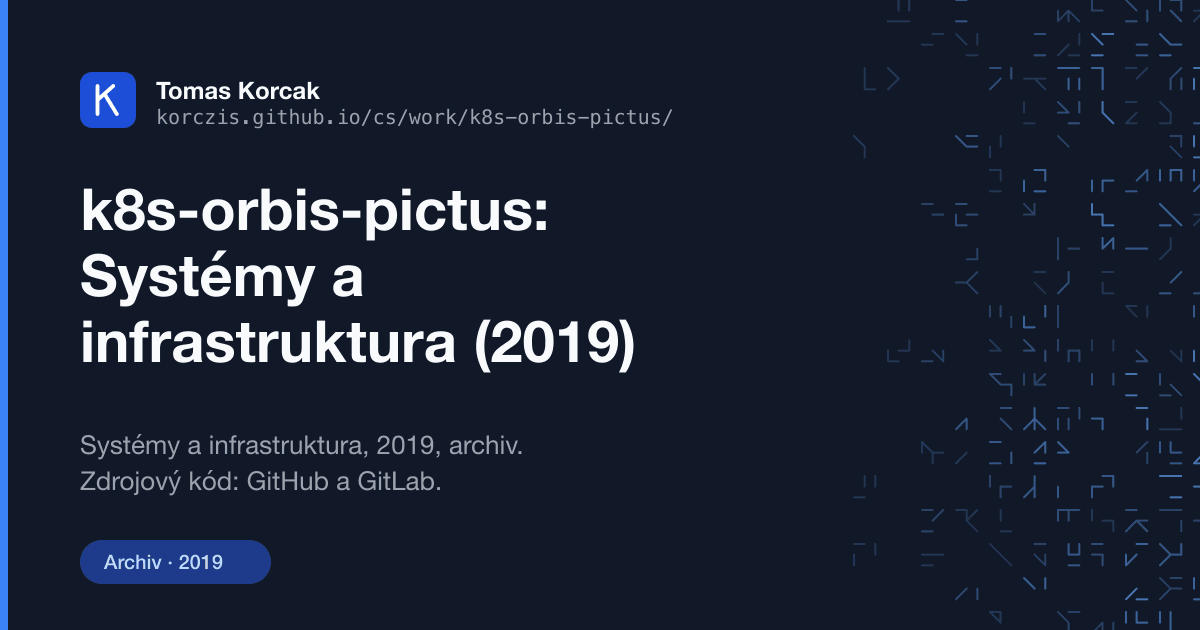 K
Tomas Korcak
korczis.github.io/cs/work/k8s-orbis-pictus/
k8s-orbis-pictus:
Systémy a
infrastruktura (2019)
Systémy a infrastruktura, 2019, archiv.
Zdrojový kód: GitHub a GitLab.
Archiv · 2019